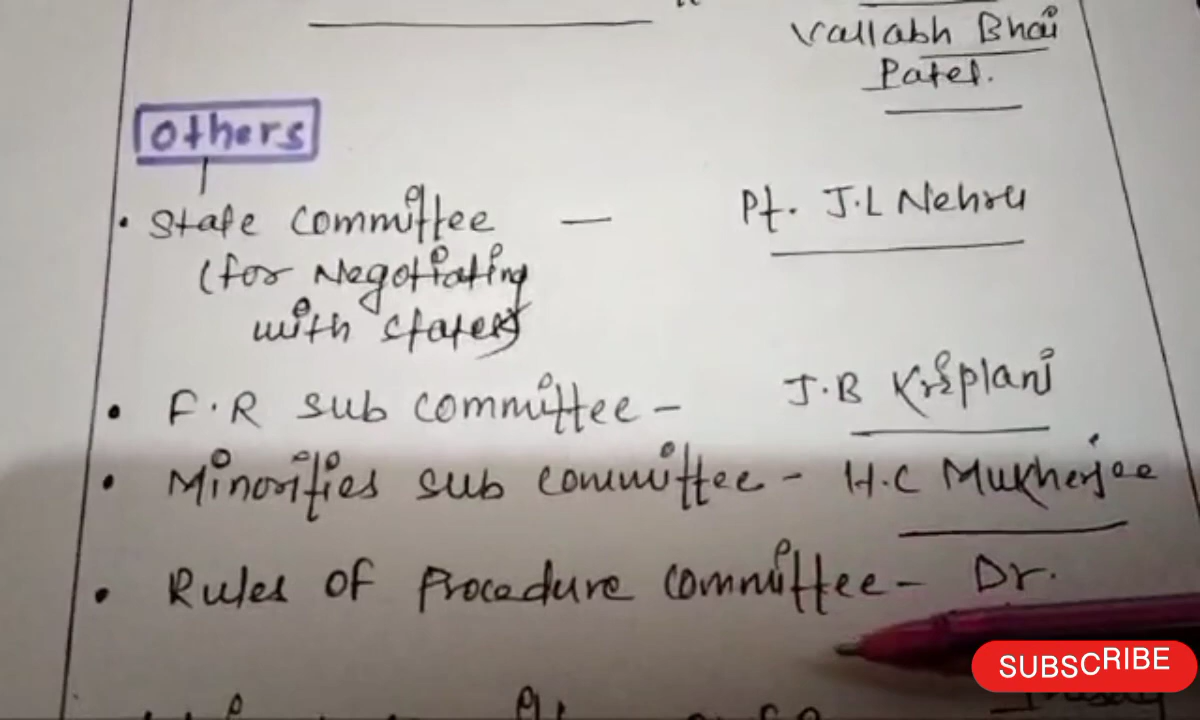 Vallabh Bhai
Patel.
Others
• State Committee — Pt. J.L Nehru
(for Negotiating
with states)
• F.R sub committee - J.B Kriplani
• Minorities sub committee - H.C Mukherjee
• Rules of Procedure Committee - Dr.
SUBSCRIBE